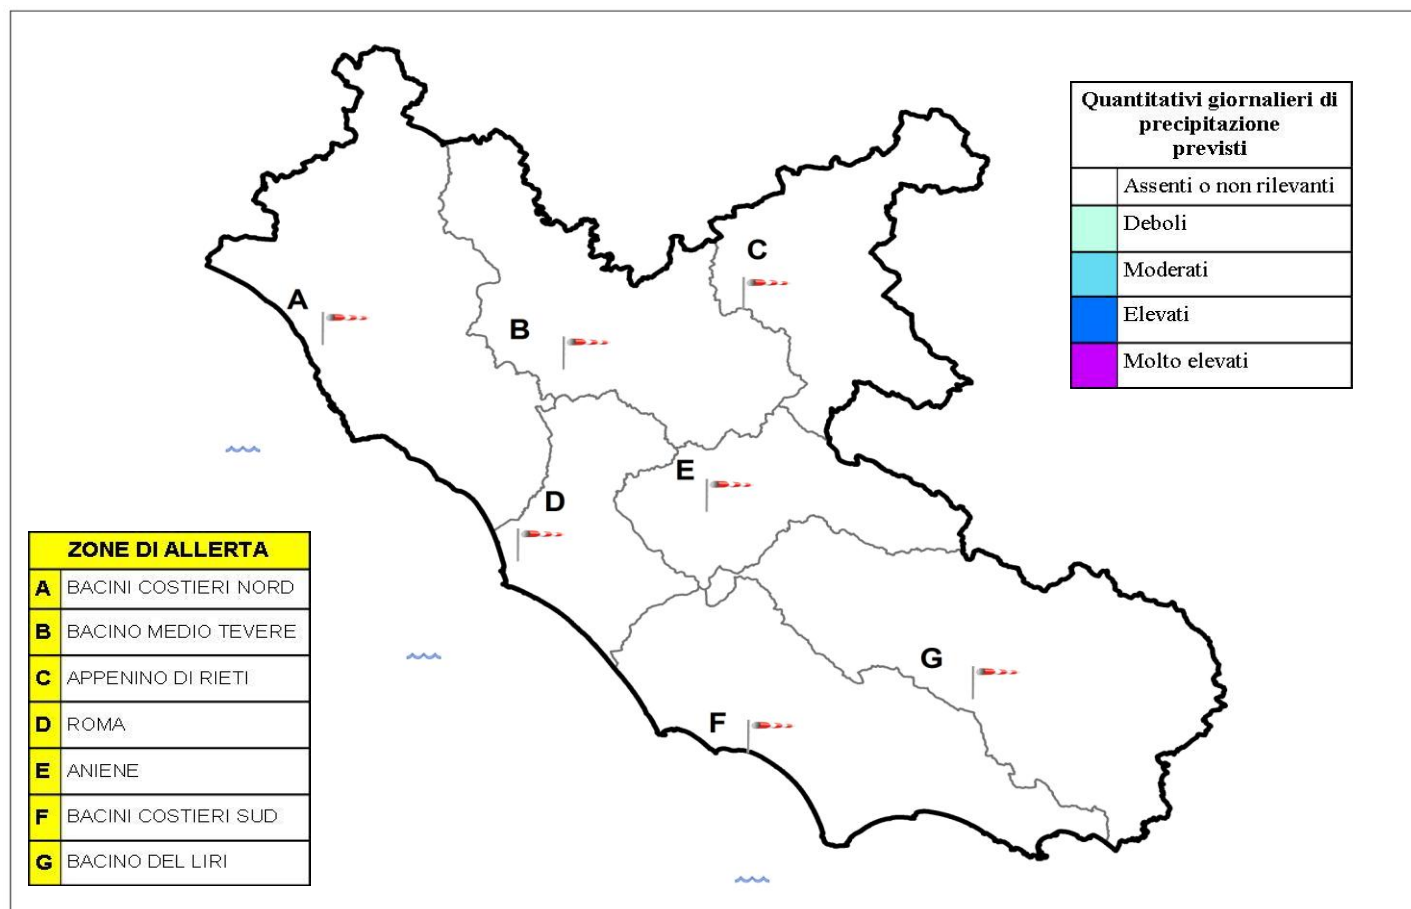 Quantitativi giornalieri di
precipitazione
previsti
Assenti o non rilevanti
Deboli
Moderati
Elevati
Molto elevati
C
A
B
E
D
G
F
ZONE DI ALLERTA
A BACINI COSTIERI NORD
B BACINO MEDIO TEVERE
C APPENINO DI RIETI
D ROMA
E ANIENE
F BACINI COSTIERI SUD
G BACINO DEL LIRI